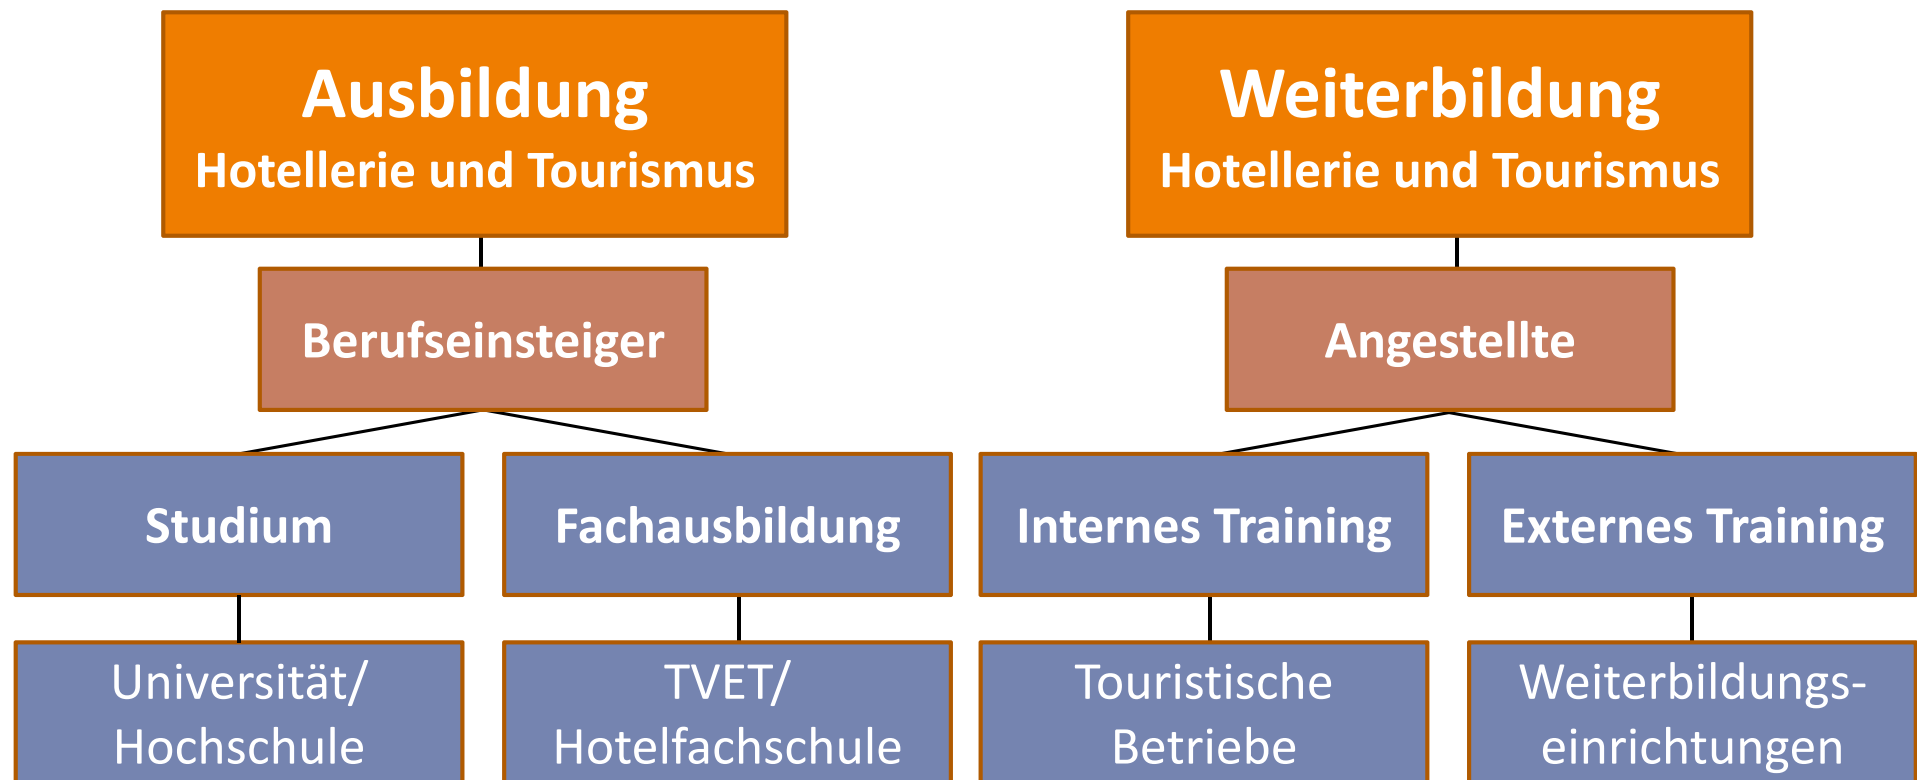 Ausbildung
Hotellerie und Tourismus
Weiterbildung
Hotellerie und Tourismus
Berufseinsteiger
Angestellte
Studium
Fachausbildung
Internes Training
Externes Training
Universität/
Hochschule
TVET/
Hotelfachschule
Touristische
Betriebe
Weiterbildungs-
einrichtungen